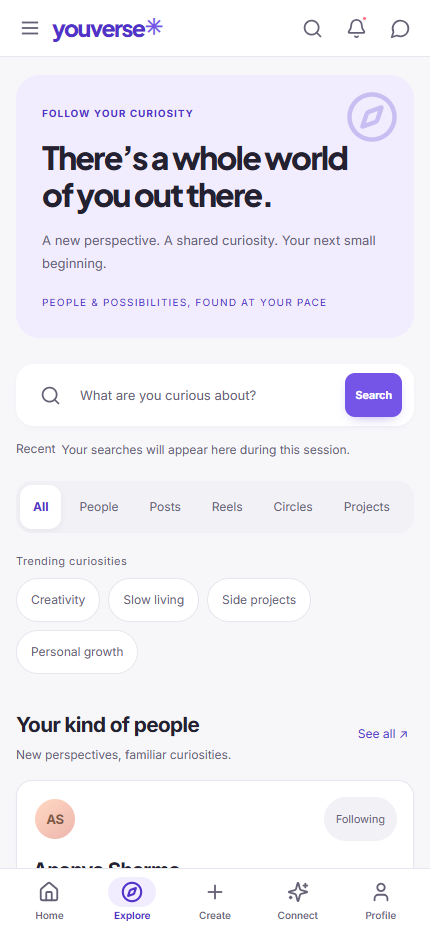 youverse
FOLLOW YOUR CURIOSITY
There’s a whole world
of you out there.
A new perspective. A shared curiosity. Your next small
beginning.
PEOPLE & POSSIBILITIES, FOUND AT YOUR PACE
What are you curious about?
Search
Recent Your searches will appear here during this session.
All People Posts Reels Circles Projects
Trending curiosities
Creativity Slow living Side projects
Personal growth
Your kind of people
See all ↗
New perspectives, familiar curiosities.
AS
Following
Home Explore Create Connect Profile